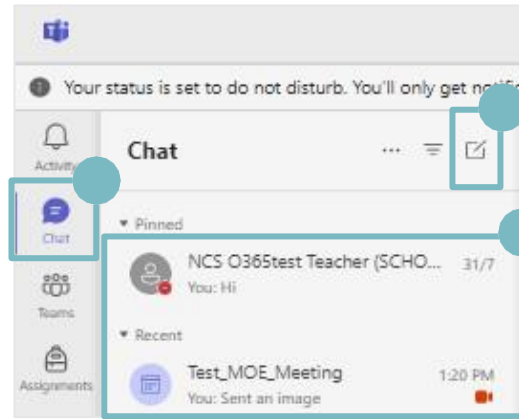 Your status is set to do not disturb. You'll only get
Activity
Chat
Chat
Teams
Assignments
Chat
...
Pinned
NCS O365test Teacher (SCHO... 31/7
You: Hi
Recent
Test_MOE_Meeting 1:20 PM
You: Sent an image